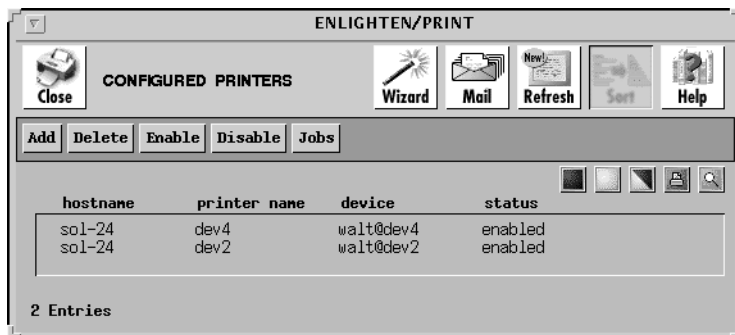 ENLIGHTEN/PRINT
Close
CONFIGURED PRINTERS
Wizard
Mail
New!
Refresh
Sort
Help
Add Delete Enable Disable Jobs
hostname printer name device status
sol-24 dev4 walt@dev4 enabled
sol-24 dev2 walt@dev2 enabled
2 Entries